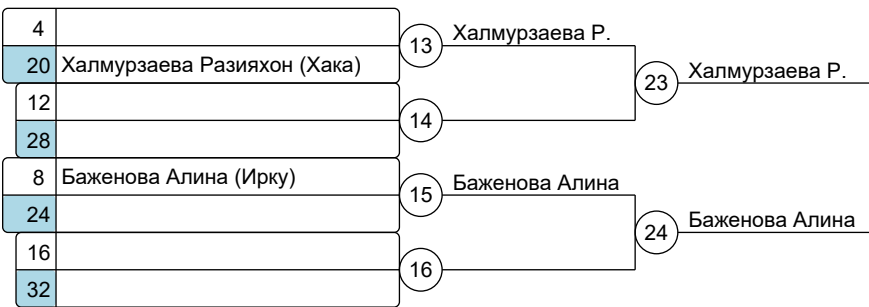 4
13 Халмурзаева Р.
20 Халмурзаева Разияхон (Хака)
23 Халмурзаева Р.
12
14
28
8 Баженова Алина (Ирку)
15 Баженова Алина
24
24 Баженова Алина
16
16
32